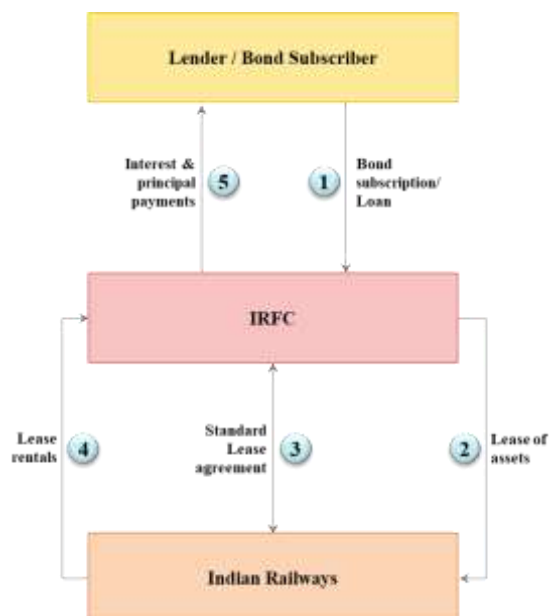 Lender / Bond Subscriber
Interest &
principal
payments
5
1
Bond
subscription/
Loan
IRFC
Lease
rentals
4
Standard
Lease
agreement
3
2
Lease of
assets
Indian Railways